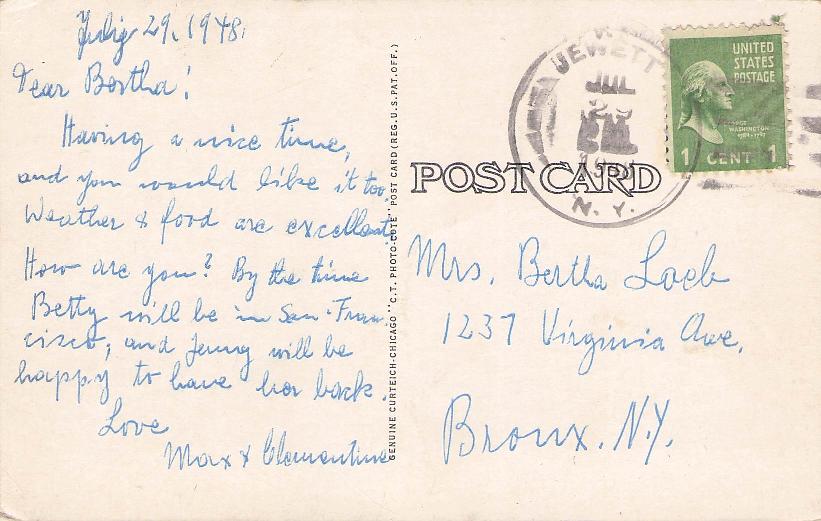 July 29, 1948.
Dear Bertha!
Having a nice time,
and you would like it too.
Weather & food are excellent.
How are you? By the time
Betty will be in San-Fran
cisco, and Jenny will be
happy to have her back.
Love
Max & Clementine
GENUINE CURTEICH-CHICAGO "C.T. PHOTO-COTE" POST CARD (REG. U.S. PAT. OFF.)
POST CARD
JEWETT
JUL
29
N. Y.
UNITED
STATES
POSTAGE
GEORGE
WASHINGTON
1 CENT 1
Mrs. Bertha Loeb
1237 Virginia Ave.
Bronx. N.Y.